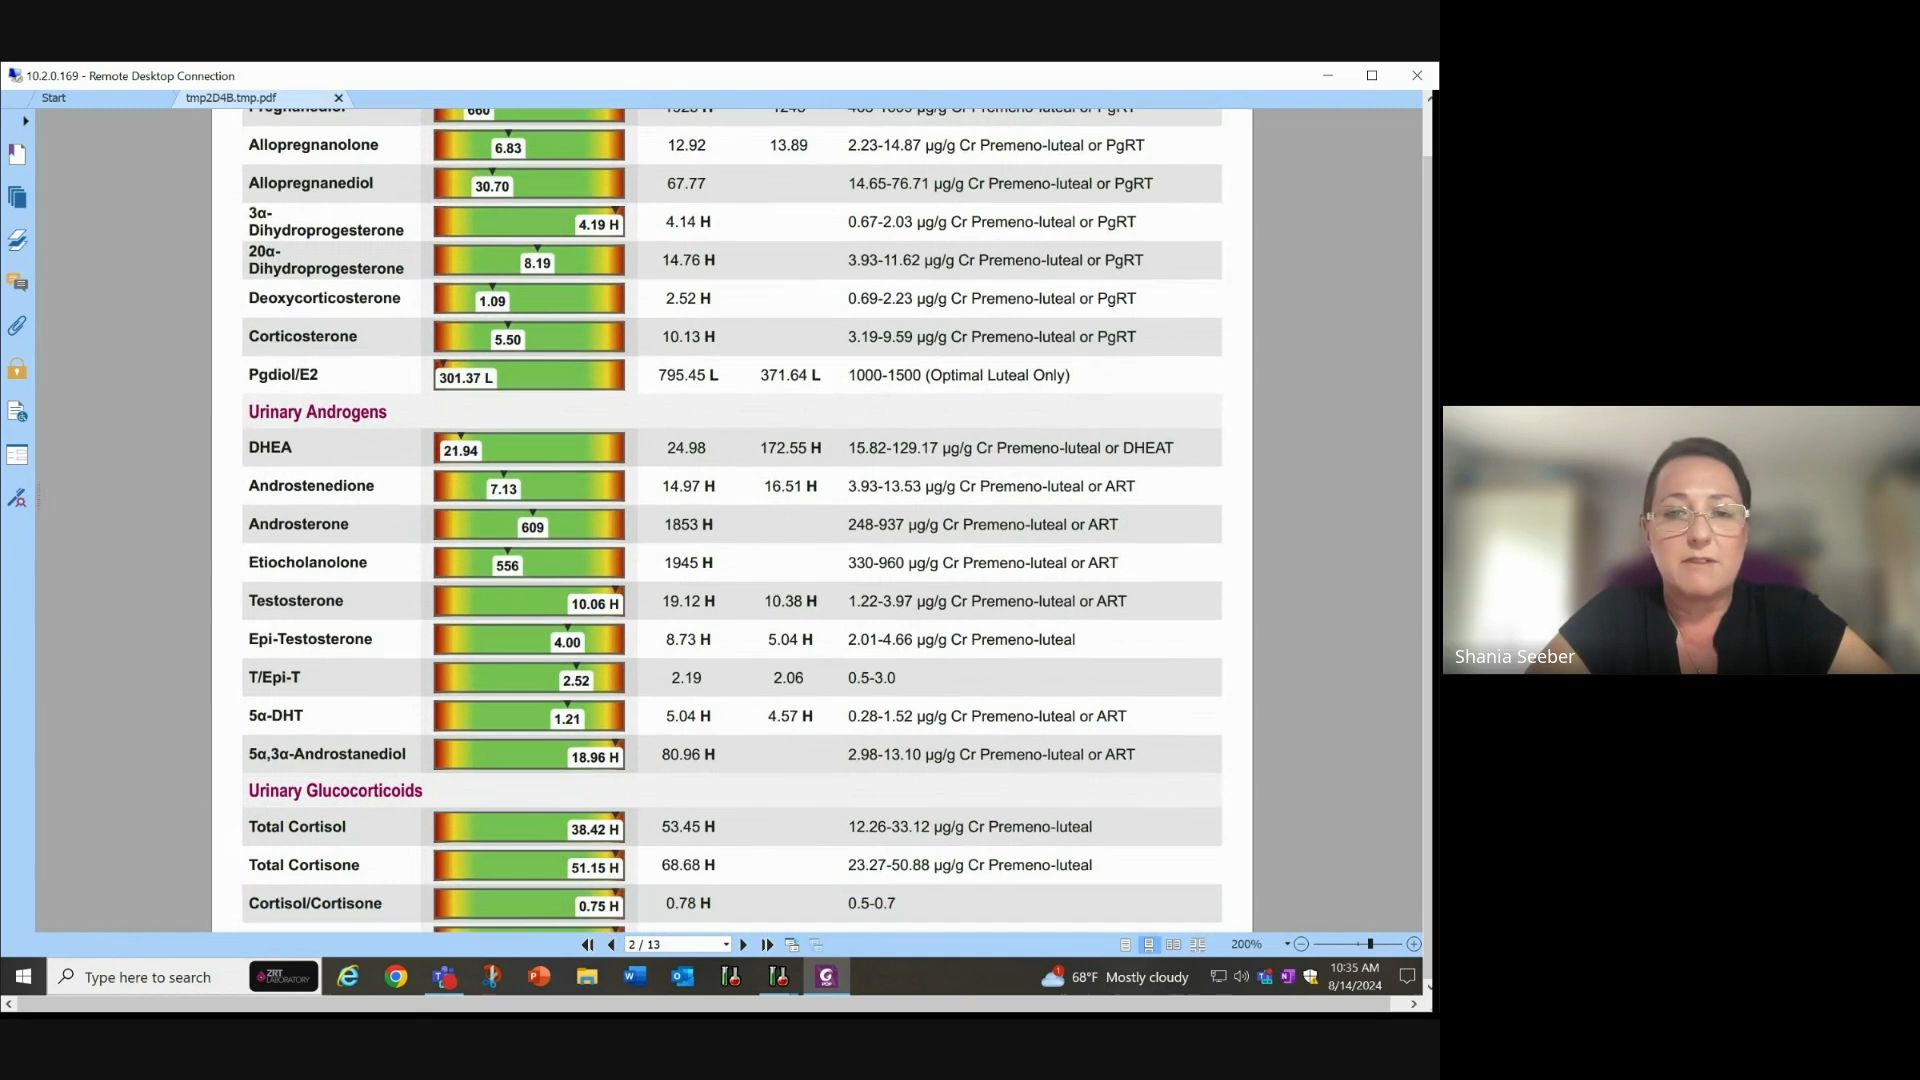 10.2.0.169 - Remote Desktop Connection
Start tmp2D4B.tmp.pdf
660
Allopregnanolone 6.83 12.92 13.89 2.23-14.87 µg/g Cr Premeno-luteal or PgRT
Allopregnanediol 30.70 67.77 14.65-76.71 µg/g Cr Premeno-luteal or PgRT
3α-
Dihydroprogesterone 4.19 H 4.14 H 0.67-2.03 µg/g Cr Premeno-luteal or PgRT
20α-
Dihydroprogesterone 8.19 14.76 H 3.93-11.62 µg/g Cr Premeno-luteal or PgRT
Deoxycorticosterone 1.09 2.52 H 0.69-2.23 µg/g Cr Premeno-luteal or PgRT
Corticosterone 5.50 10.13 H 3.19-9.59 µg/g Cr Premeno-luteal or PgRT
Pgdiol/E2 301.37 L 795.45 L 371.64 L 1000-1500 (Optimal Luteal Only)
Urinary Androgens
DHEA 21.94 24.98 172.55 H 15.82-129.17 µg/g Cr Premeno-luteal or DHEAT
Androstenedione 7.13 14.97 H 16.51 H 3.93-13.53 µg/g Cr Premeno-luteal or ART
Androsterone 609 1853 H 248-937 µg/g Cr Premeno-luteal or ART
Etiocholanolone 556 1945 H 330-960 µg/g Cr Premeno-luteal or ART
Testosterone 10.06 H 19.12 H 10.38 H 1.22-3.97 µg/g Cr Premeno-luteal or ART
Epi-Testosterone 4.00 8.73 H 5.04 H 2.01-4.66 µg/g Cr Premeno-luteal
T/Epi-T 2.52 2.19 2.06 0.5-3.0
5α-DHT 1.21 5.04 H 4.57 H 0.28-1.52 µg/g Cr Premeno-luteal or ART
5α,3α-Androstanediol 18.96 H 80.96 H 2.98-13.10 µg/g Cr Premeno-luteal or ART
Urinary Glucocorticoids
Total Cortisol 38.42 H 53.45 H 12.26-33.12 µg/g Cr Premeno-luteal
Total Cortisone 51.15 H 68.68 H 23.27-50.88 µg/g Cr Premeno-luteal
Cortisol/Cortisone 0.75 H 0.78 H 0.5-0.7
2 / 13 200%
Type here to search ZRT LABORATORY 68°F Mostly cloudy 10:35 AM
8/14/2024
Shania Seeber